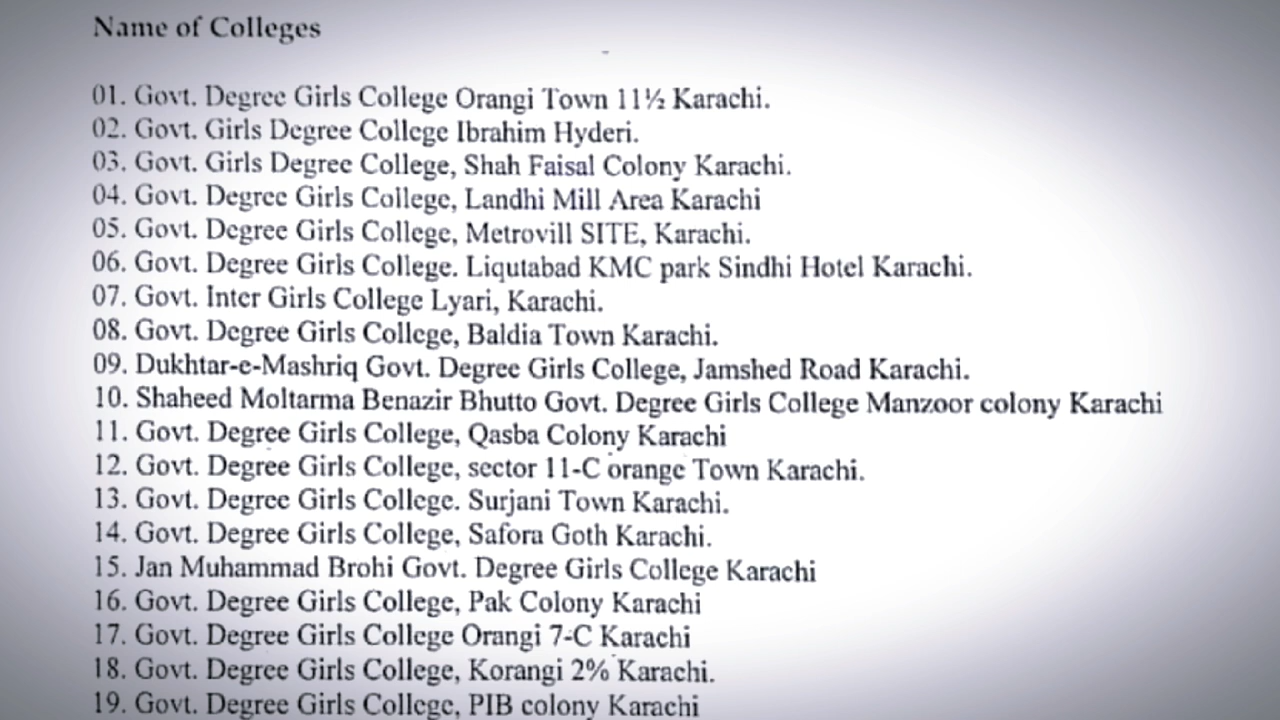 Name of Colleges
01. Govt. Degree Girls College Orangi Town 11½ Karachi.
02. Govt. Girls Degree College Ibrahim Hyderi.
03. Govt. Girls Degree College, Shah Faisal Colony Karachi.
04. Govt. Degree Girls College, Landhi Mill Area Karachi
05. Govt. Degree Girls College, Metrovill SITE, Karachi.
06. Govt. Degree Girls College. Liqutabad KMC park Sindhi Hotel Karachi.
07. Govt. Inter Girls College Lyari, Karachi.
08. Govt. Degree Girls College, Baldia Town Karachi.
09. Dukhtar-e-Mashriq Govt. Degree Girls College, Jamshed Road Karachi.
10. Shaheed Moltarma Benazir Bhutto Govt. Degree Girls College Manzoor colony Karachi
11. Govt. Degree Girls College, Qasba Colony Karachi
12. Govt. Degree Girls College, sector 11-C orange Town Karachi.
13. Govt. Degree Girls College. Surjani Town Karachi.
14. Govt. Degree Girls College, Safora Goth Karachi.
15. Jan Muhammad Brohi Govt. Degree Girls College Karachi
16. Govt. Degree Girls College, Pak Colony Karachi
17. Govt. Degree Girls College Orangi 7-C Karachi
18. Govt. Degree Girls College, Korangi 2% Karachi.
19. Govt. Degree Girls College, PIB colony Karachi